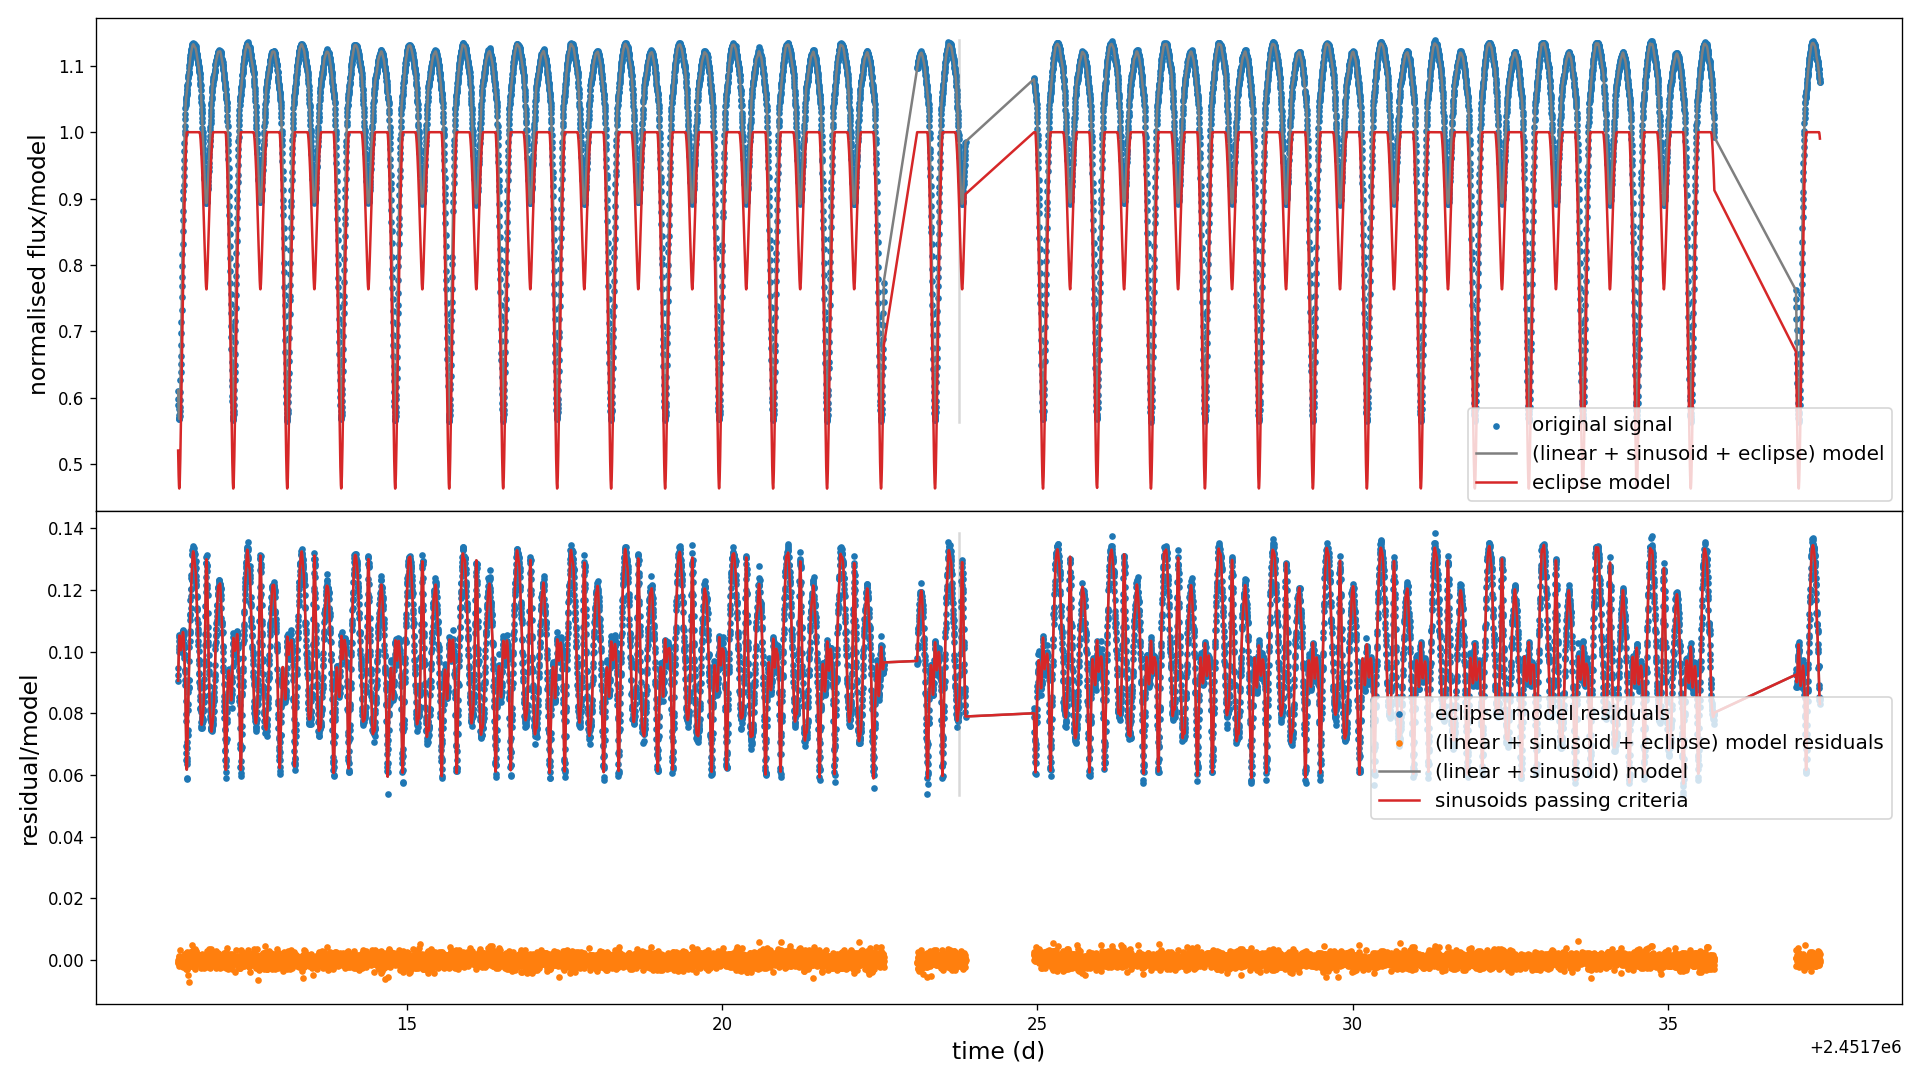 normalised flux/model
1.1
1.0
0.9
0.8
0.7
0.6
0.5
original signal
(linear + sinusoid + eclipse) model
eclipse model
residual/model
0.14
0.12
0.10
0.08
0.06
0.04
0.02
0.00
eclipse model residuals
(linear + sinusoid + eclipse) model residuals
(linear + sinusoid) model
sinusoids passing criteria
15
20
25
30
35
time (d)
+2.4517e6